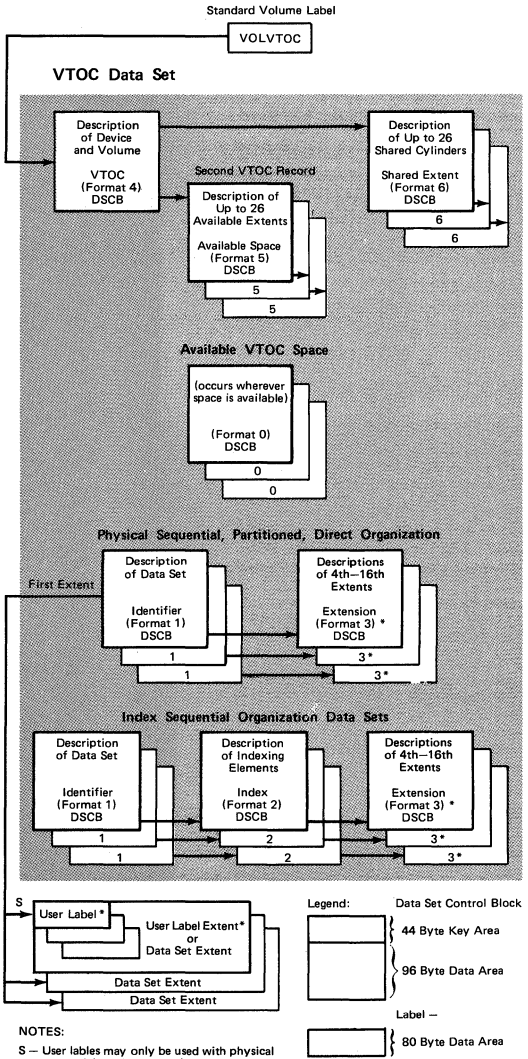 Standard Volume Label
VOLVTOC
VTOC Data Set
Description
of Device
and Volume
VTOC
(Format 4)
DSCB
Description
of Up to 26
Shared Cylinders
Shared Extent
(Format 6)
DSCB
6
6
Second VTOC Record
Description of
Up to 26
Available Extents
Available Space
(Format 5)
DSCB
5
5
Available VTOC Space
(occurs wherever
space is available)
(Format 0)
DSCB
0
0
Physical Sequential, Partitioned, Direct Organization
First Extent
Description
of Data Set
Identifier
(Format 1)
DSCB
1
1
Descriptions
of 4th—16th
Extents
Extension
(Format 3) *
DSCB
3*
3*
Index Sequential Organization Data Sets
Description
of Data Set
Identifier
(Format 1)
DSCB
1
1
Description
of Indexing
Elements
Index
(Format 2)
DSCB
2
2
Descriptions
of 4th—16th
Extents
Extension
(Format 3) *
DSCB
3*
3*
S
User Label*
User Label Extent*
or
Data Set Extent
Data Set Extent
Data Set Extent
Legend: Data Set Control Block
44 Byte Key Area
96 Byte Data Area
Label —
80 Byte Data Area
NOTES:
S — User lables may only be used with physical